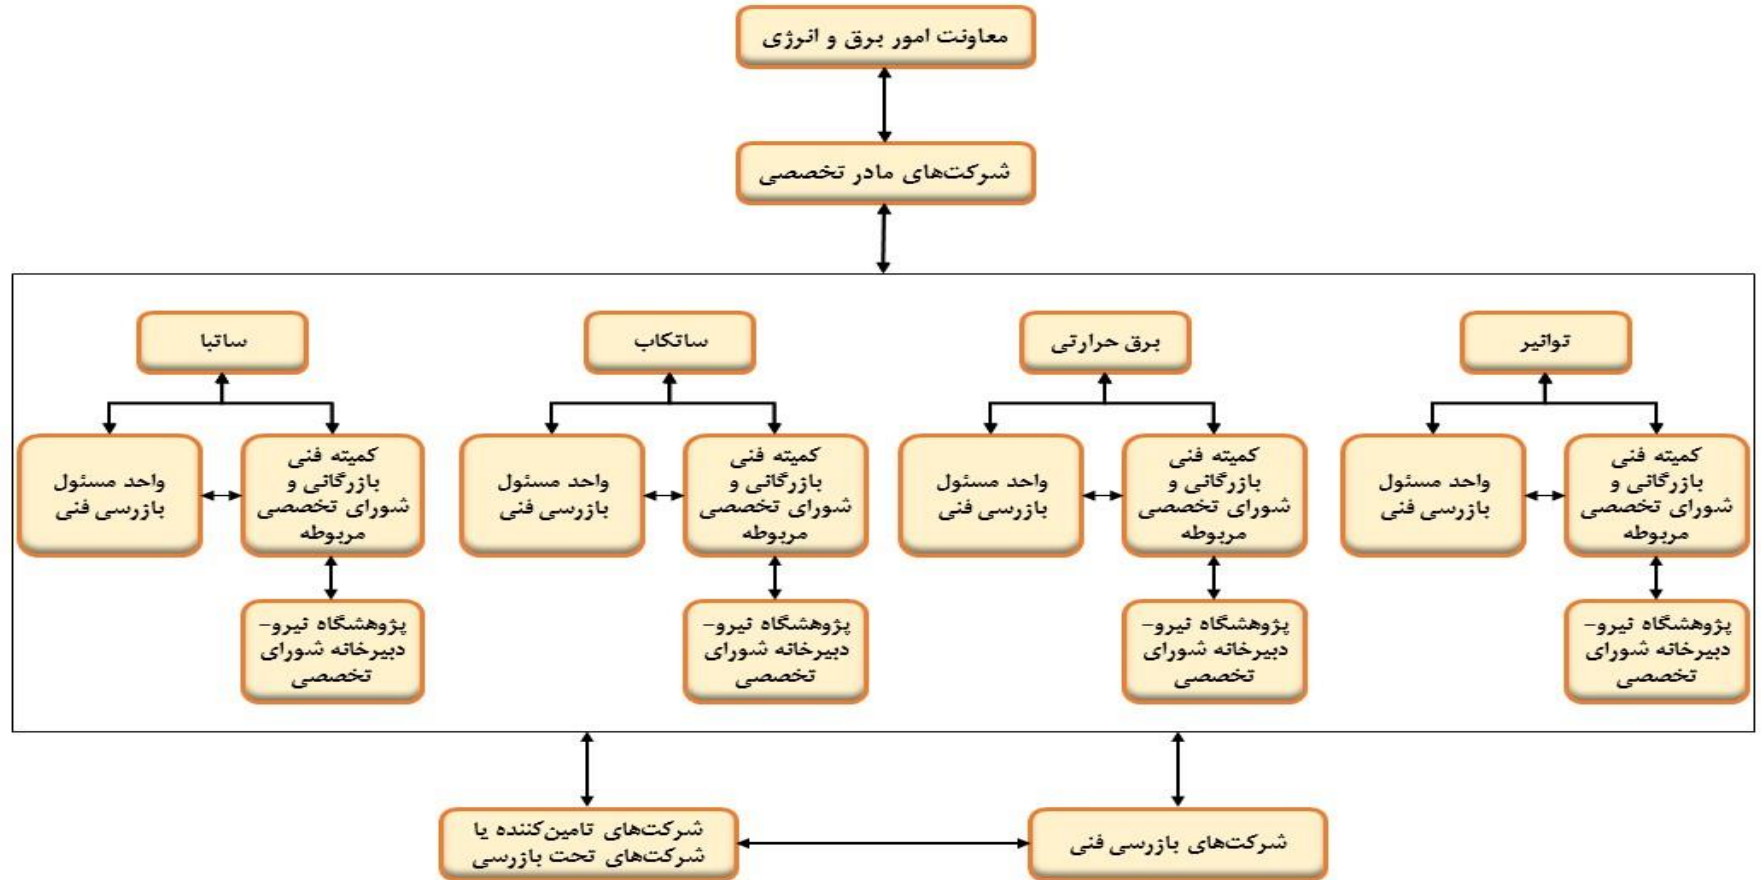 معاونت امور برق و انرژی
شرکت‌های مادر تخصصی
توانیر
برق حرارتی
ساتکاب
ساتبا
کمیته فنی
بازرگانی و
شورای تخصصی
مربوطه
واحد مسئول
بازرسی فنی
کمیته فنی
بازرگانی و
شورای تخصصی
مربوطه
واحد مسئول
بازرسی فنی
کمیته فنی
بازرگانی و
شورای تخصصی
مربوطه
واحد مسئول
بازرسی فنی
کمیته فنی
بازرگانی و
شورای تخصصی
مربوطه
واحد مسئول
بازرسی فنی
پژوهشگاه نیرو–
دبیرخانه شورای
تخصصی
پژوهشگاه نیرو–
دبیرخانه شورای
تخصصی
پژوهشگاه نیرو–
دبیرخانه شورای
تخصصی
پژوهشگاه نیرو–
دبیرخانه شورای
تخصصی
شرکت‌های بازرسی فنی
شرکت‌های تامین‌کننده یا
شرکت‌های تحت بازرسی